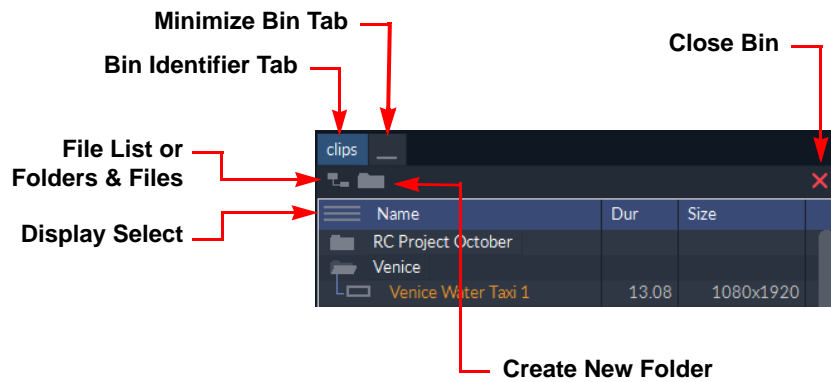 Minimize Bin Tab
Close Bin
Bin Identifier Tab
File List or
Folders & Files
Display Select
clips
Name Dur Size
RC Project October
Venice
Venice Water Taxi 1 13.08 1080x1920
Create New Folder